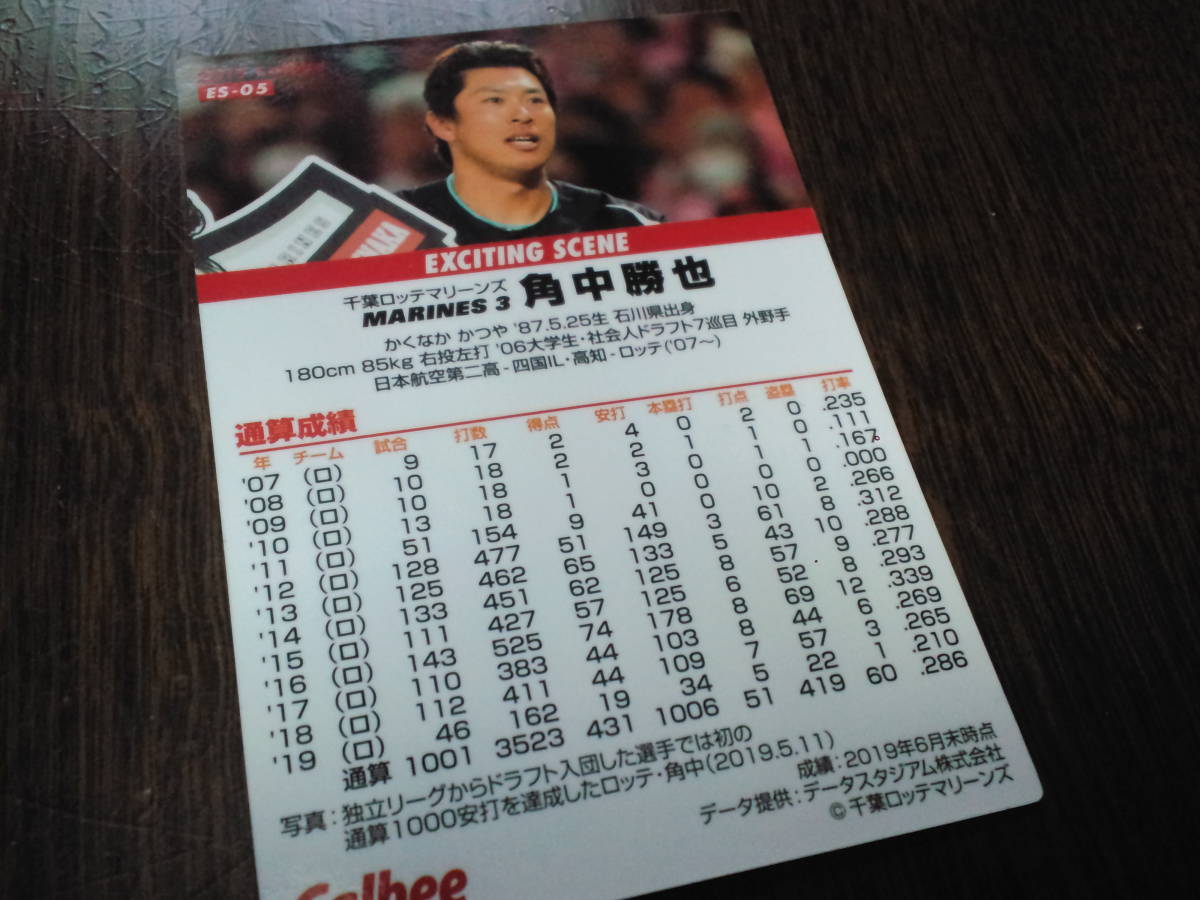 ES-05
EXCITING SCENE
千葉ロッテマリーンズ
MARINES 3 角中勝也
かくなか かつや '87.5.25生 石川県出身
180cm 85kg 右投左打 '06大学生・社会人ドラフト7巡目 外野手
日本航空第二高-四国IL・高知-ロッテ('07~)
通算成績
年 チーム 試合 打数 得点 安打 本塁打 打点 盗塁 打率
'07 (ロ) 9 17 2 4 0 2 0 .235
'08 (ロ) 10 18 2 2 1 1 0 .111
'09 (ロ) 10 18 1 3 0 1 1 .167
'10 (ロ) 13 18 1 0 0 0 0 .000
'11 (ロ) 51 154 9 41 0 10 2 .266
'12 (ロ) 128 477 51 149 3 61 8 .312
'13 (ロ) 125 462 65 133 5 43 10 .288
'14 (ロ) 133 451 62 125 8 57 9 .277
'15 (ロ) 111 427 57 125 6 52 8 .293
'16 (ロ) 143 525 74 178 8 69 12 .339
'17 (ロ) 110 383 44 103 8 44 6 .269
'18 (ロ) 112 411 44 109 7 57 3 .265
'19 (ロ) 46 162 19 34 5 22 1 .210
通算 1001 3523 431 1006 51 419 60 .286
写真:独立リーグからドラフト入団した選手では初の
通算1000安打を達成したロッテ・角中(2019.5.11)
成績:2019年6月末時点
データ提供:データスタジアム株式会社
©千葉ロッテマリーンズ
Calbee